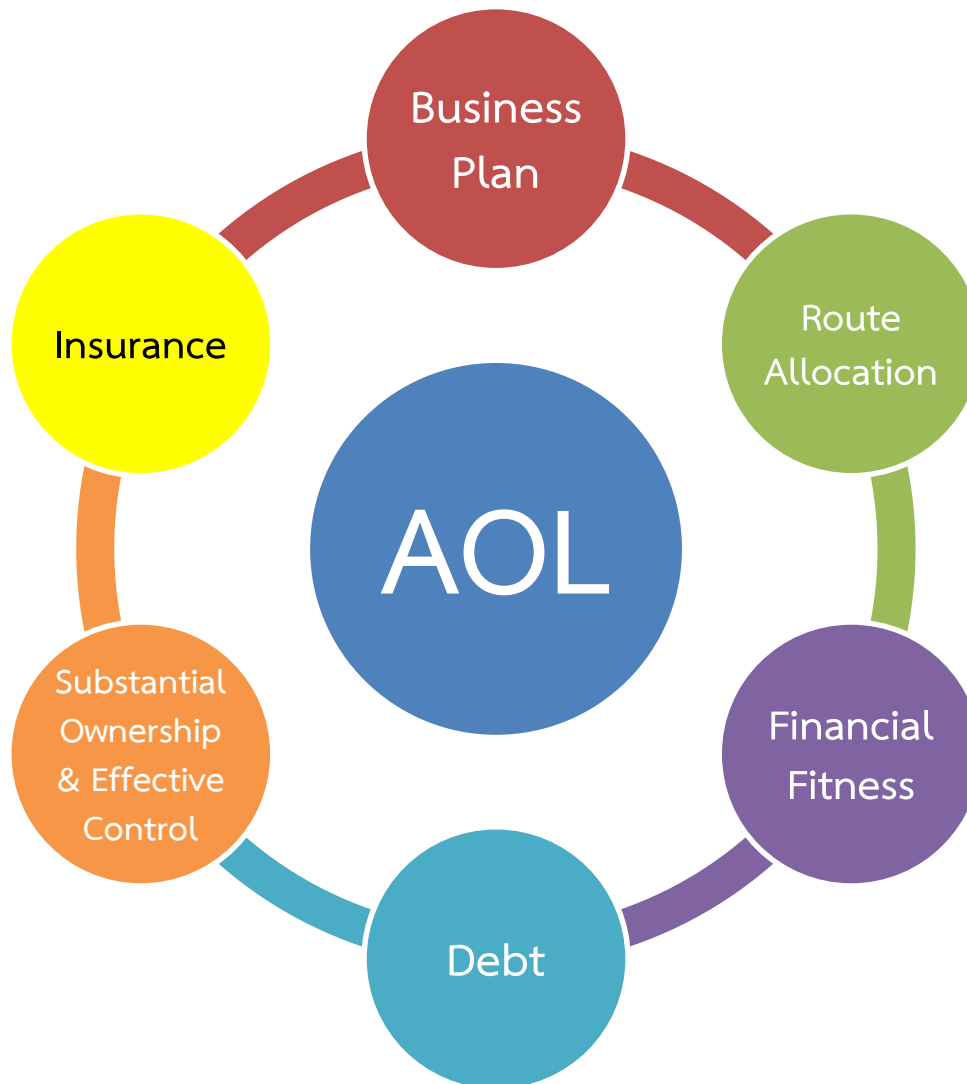 Business
Plan
Route
Allocation
Financial
Fitness
Debt
Substantial
Ownership
& Effective
Control
Insurance
AOL